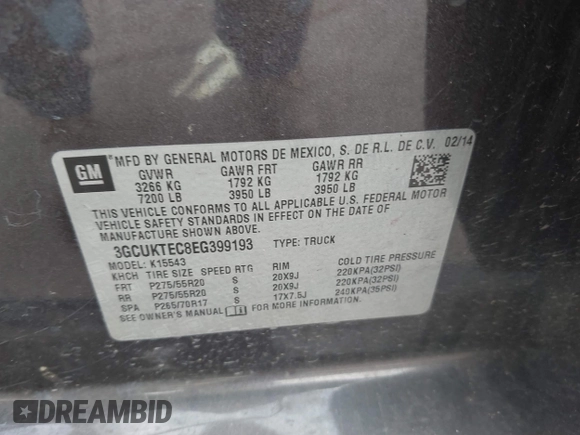 GM
*MFD BY GENERAL MOTORS DE MEXICO, S. DE R.L. DE C.V. 02/14
GVWR GAWR FRT GAWR RR
3266 KG 1792 KG 1792 KG
7200 LB 3950 LB 3950 LB
THIS VEHICLE CONFORMS TO ALL APPLICABLE U.S. FEDERAL MOTOR
VEHICLE SAFETY STANDARDS IN EFFECT ON THE DATE OF
MANUFACTURE SHOWN ABOVE.
3GCUKTEC8EG399193 TYPE: TRUCK
MODEL: K15543
KHCH TIRE SIZE SPEED RTG RIM COLD TIRE PRESSURE
FRT P275/55R20 S 20X9J 220KPA(32PSI)
RR P275/55R20 S 20X9J 220KPA(32PSI)
SPA P265/70R17 S 17X7.5J 240KPA(35PSI)
SEE OWNER'S MANUAL FOR MORE INFORMATION.
DREAMBID